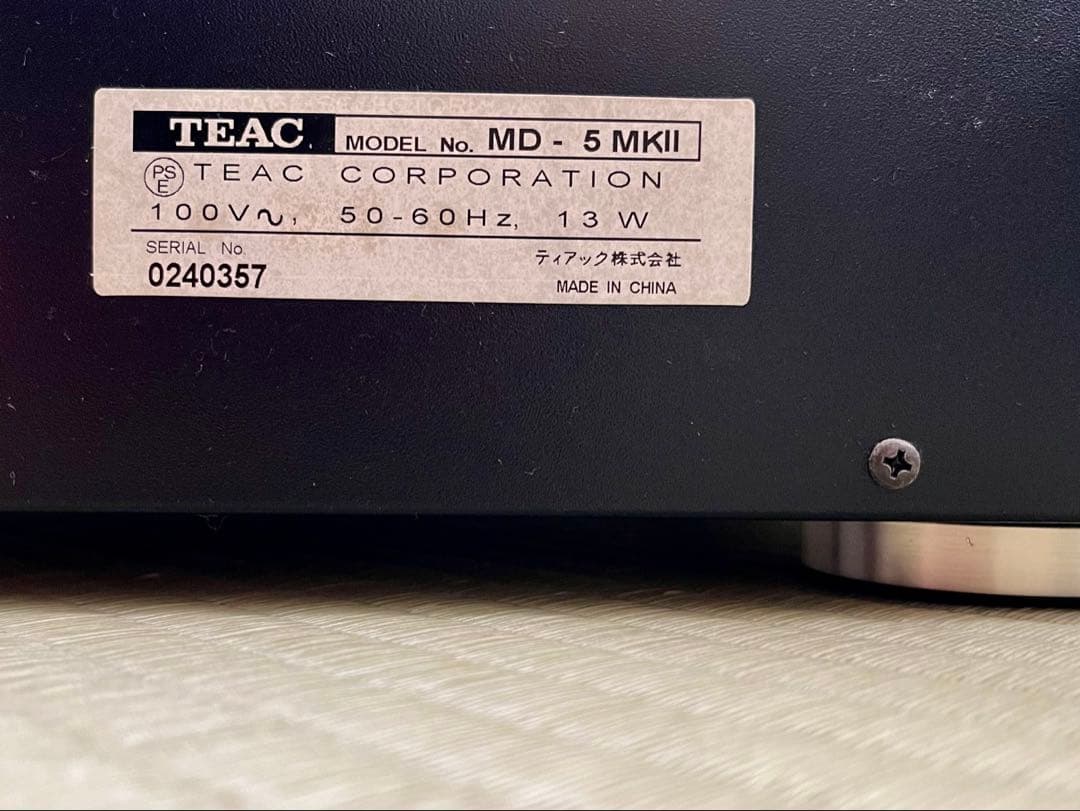 TEAC MODEL No. MD - 5 MKII
PS E TEAC CORPORATION
100V∿, 50-60Hz, 13W
SERIAL No.
0240357
ティアック株式会社
MADE IN CHINA